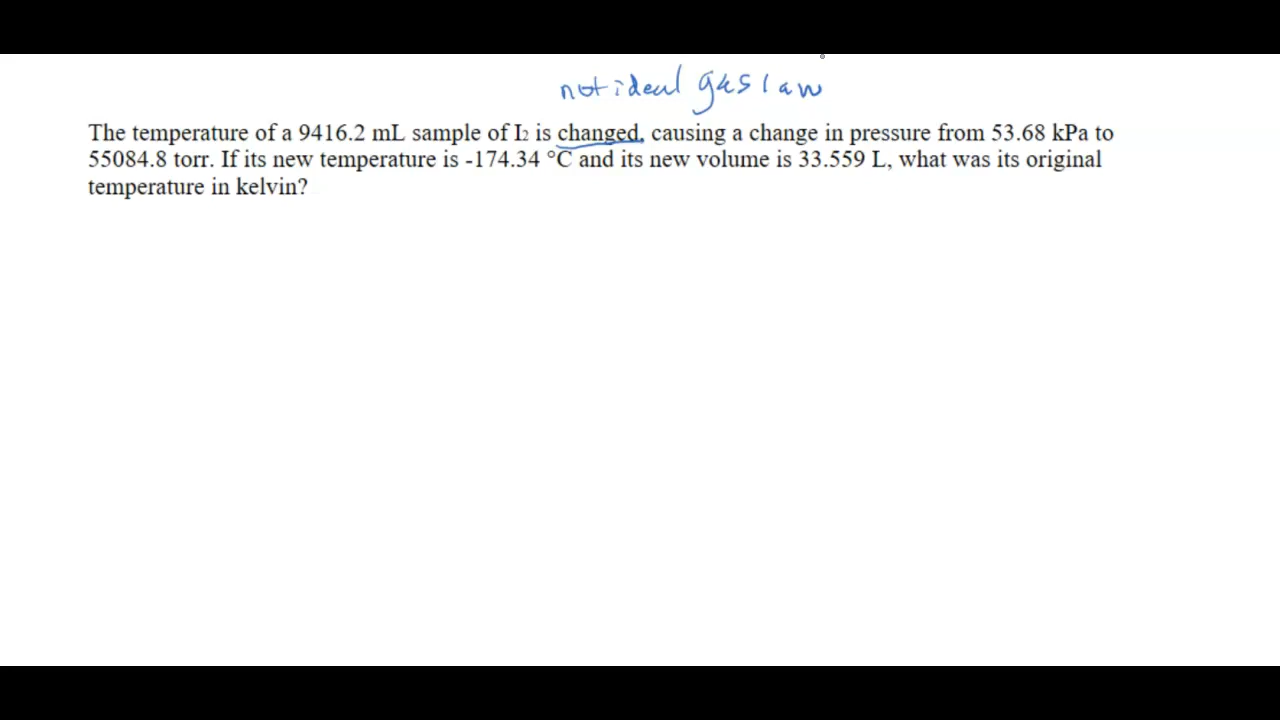 not ideal gas law
The temperature of a 9416.2 mL sample of I₂ is changed, causing a change in pressure from 53.68 kPa to
55084.8 torr. If its new temperature is -174.34 °C and its new volume is 33.559 L, what was its original
temperature in kelvin?